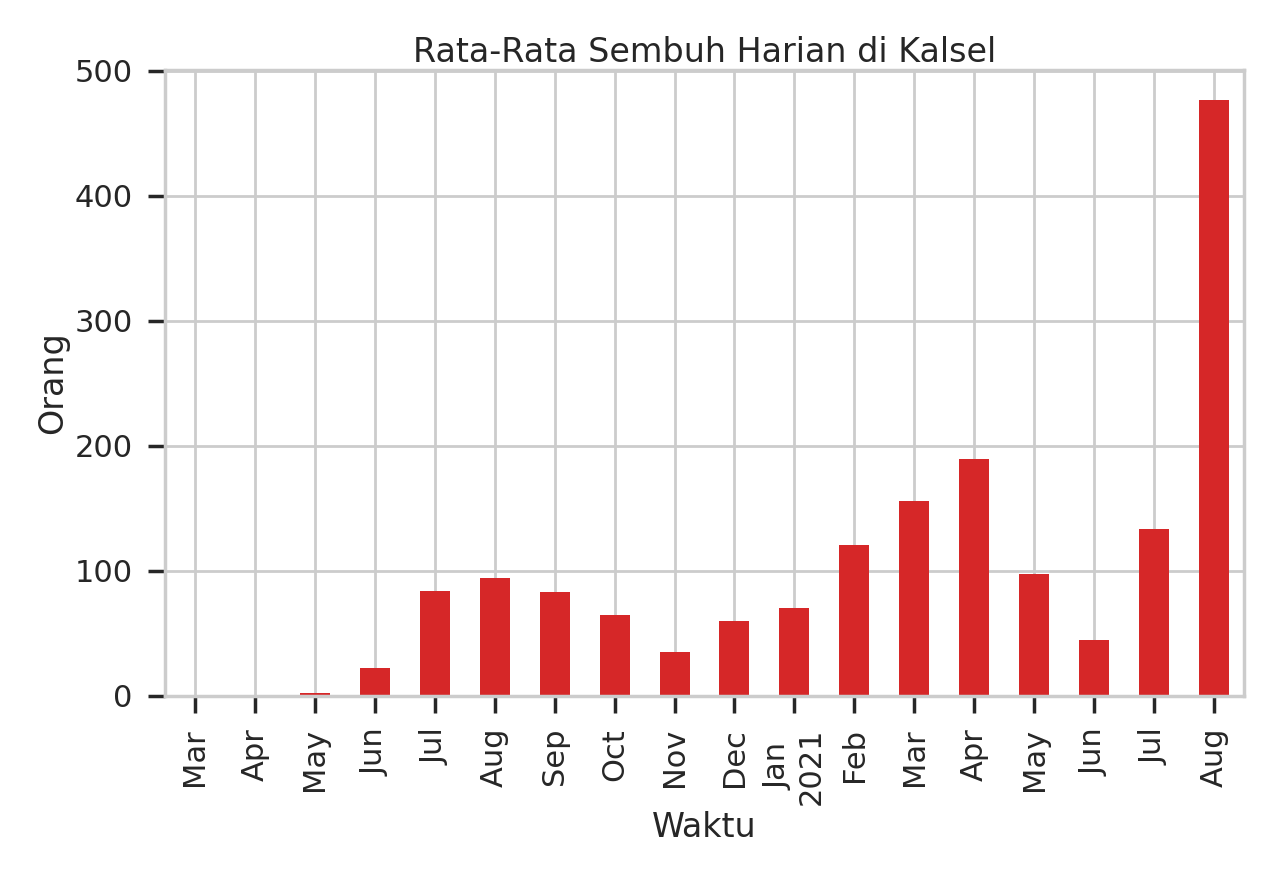 Rata-Rata Sembuh Harian di Kalsel
500
400
300
200
100
0
Orang
Mar
Apr
May
Jun
Jul
Aug
Sep
Oct
Nov
Dec
Jan
2021
Feb
Mar
Apr
May
Jun
Jul
Aug
Waktu